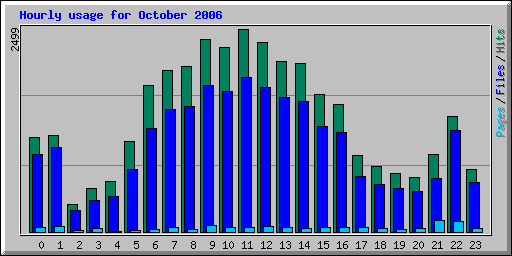 Hourly usage for October 2006
2499
Pages / Files / Hits
0 1 2 3 4 5 6 7 8 9 10 11 12 13 14 15 16 17 18 19 20 21 22 23